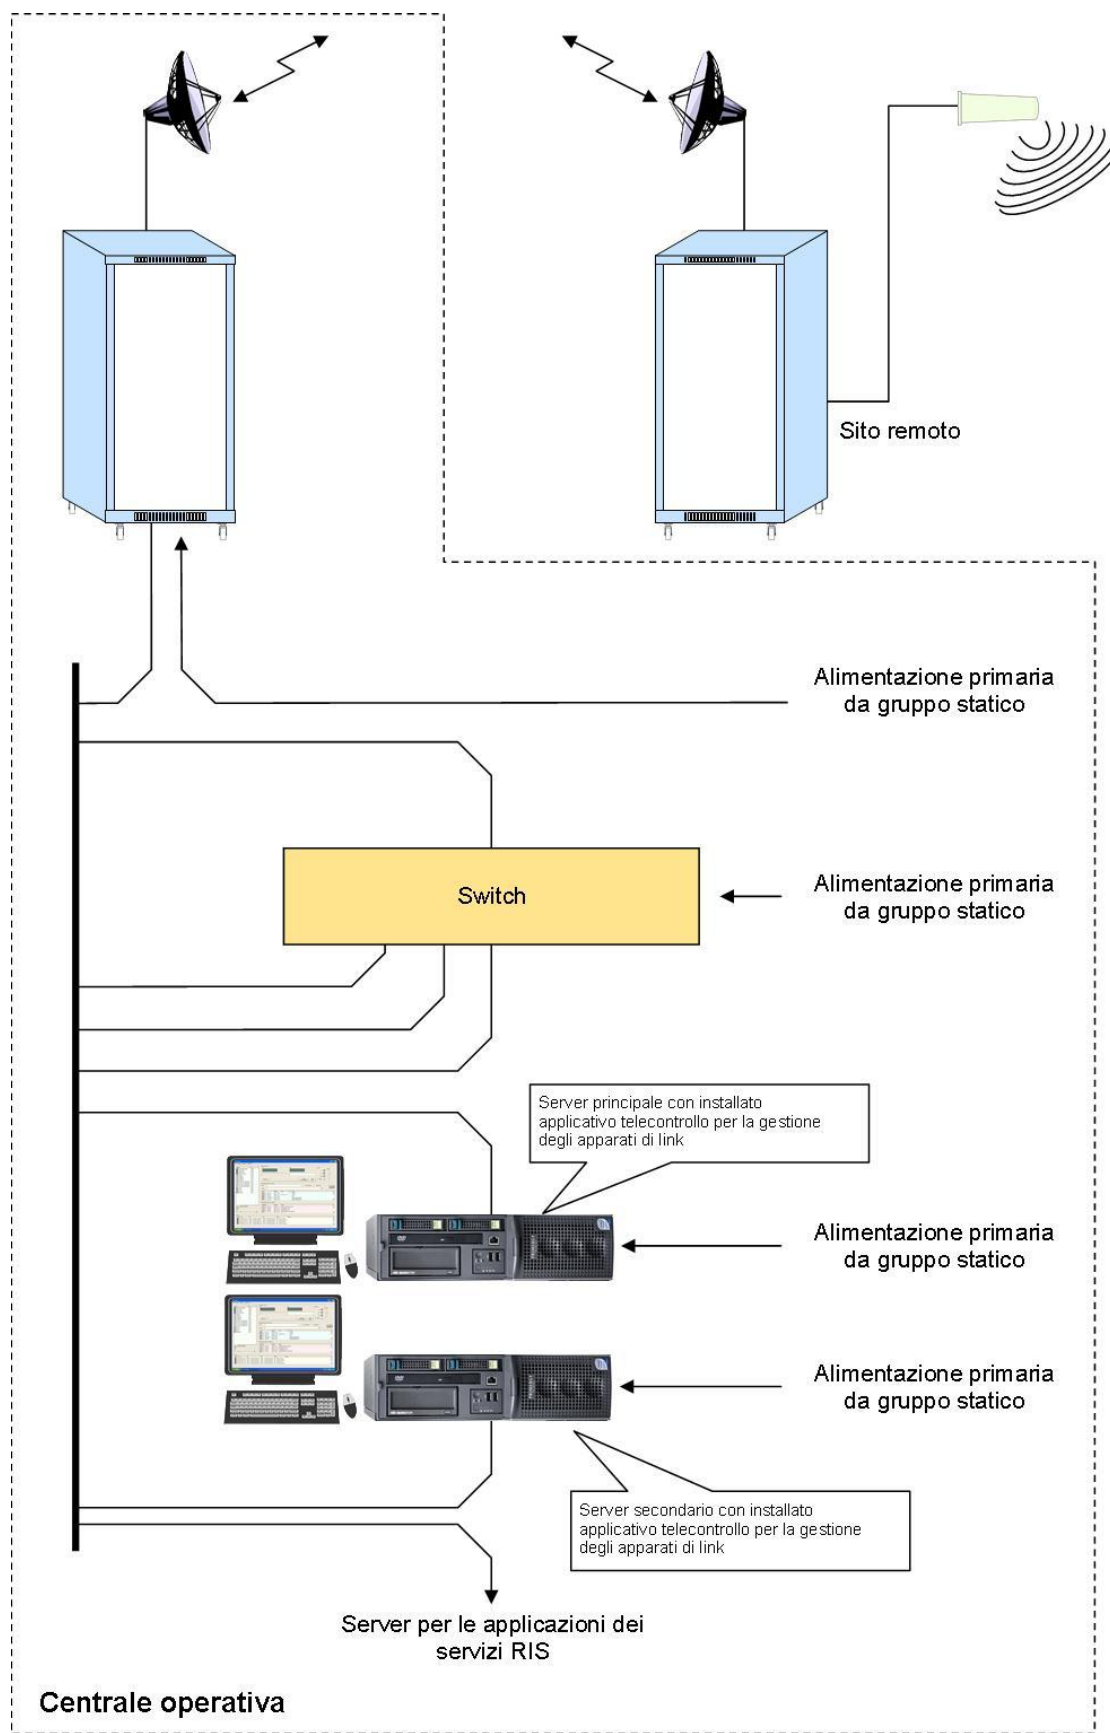 Sito remoto
Alimentazione primaria
da gruppo statico
Switch
Alimentazione primaria
da gruppo statico
Server principale con installato
applicativo telecontrollo per la gestione
degli apparati di link
Alimentazione primaria
da gruppo statico
Alimentazione primaria
da gruppo statico
Server secondario con installato
applicativo telecontrollo per la gestione
degli apparati di link
Server per le applicazioni dei
servizi RIS
Centrale operativa